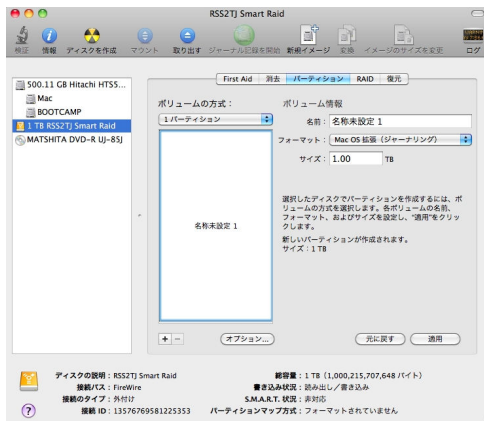 RSS2TJ Smart Raid
検証 情報 ディスクを作成 マウント 取り出す ジャーナル記録を開始 新規イメージ 変換 イメージのサイズを変更 ログ
500.11 GB Hitachi HTS5...
Mac
BOOTCAMP
1 TB RSS2TJ Smart Raid
MATSHITA DVD-R UJ-85J
First Aid 消去 パーティション RAID 復元
ボリュームの方式： ボリューム情報
1 パーティション
名前： 名称未設定 1
フォーマット： Mac OS 拡張（ジャーナリング）
サイズ： 1.00 TB
名称未設定 1
選択したディスクでパーティションを作成するには、ボ
リュームの方式を選択します。各ボリュームの名前、
フォーマット、およびサイズを設定し、"適用"をクリッ
クします。
新しいパーティションが作成されます。
サイズ：1 TB
+ − オプション... 元に戻す 適用
ディスクの説明：RSS2TJ Smart Raid 総容量：1 TB（1,000,215,707,648 バイト）
接続バス：FireWire 書き込み状況：読み出し／書き込み
接続のタイプ：外付け S.M.A.R.T. 状況：非対応
接続 ID：13576769581225353 パーティションマップ方式：フォーマットされていません
?